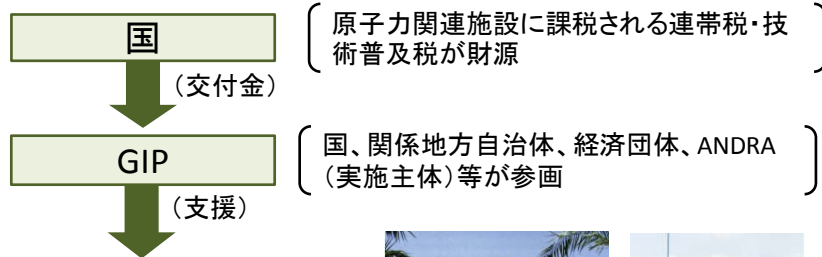 国
原子力関連施設に課税される連帯税・技
術普及税が財源
（交付金）
GIP
国、関係地方自治体、経済団体、ANDRA
（実施主体）等が参画
（支援）